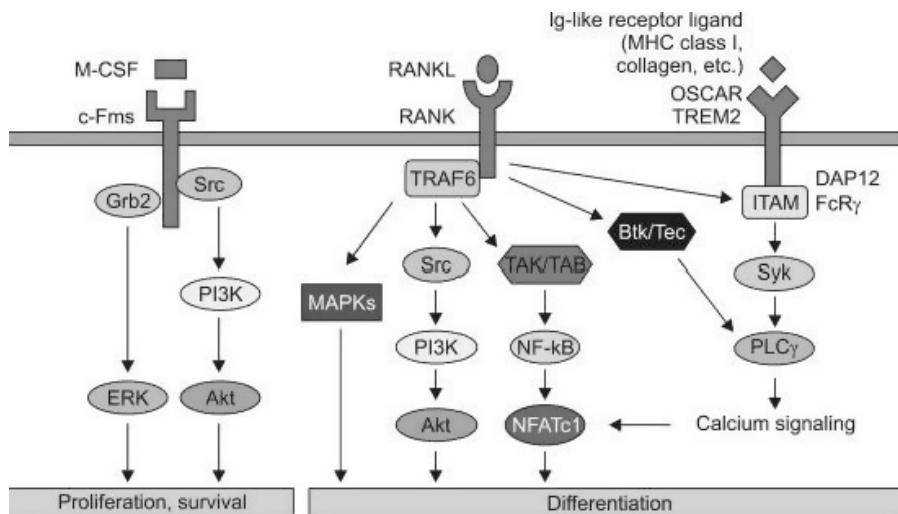 Ig-like receptor ligand
(MHC class I,
collagen, etc.)
M-CSF
RANKL
OSCAR
c-Fms
RANK
TREM2
Grb2
Src
TRAF6
ITAM
DAP12
FcRγ
Btk/Tec
Src
TAK/TAB
Syk
PI3K
MAPKs
PI3K
NF-kB
PLCγ
ERK
Akt
Akt
NFATc1
Calcium signaling
Proliferation, survival
Differentiation